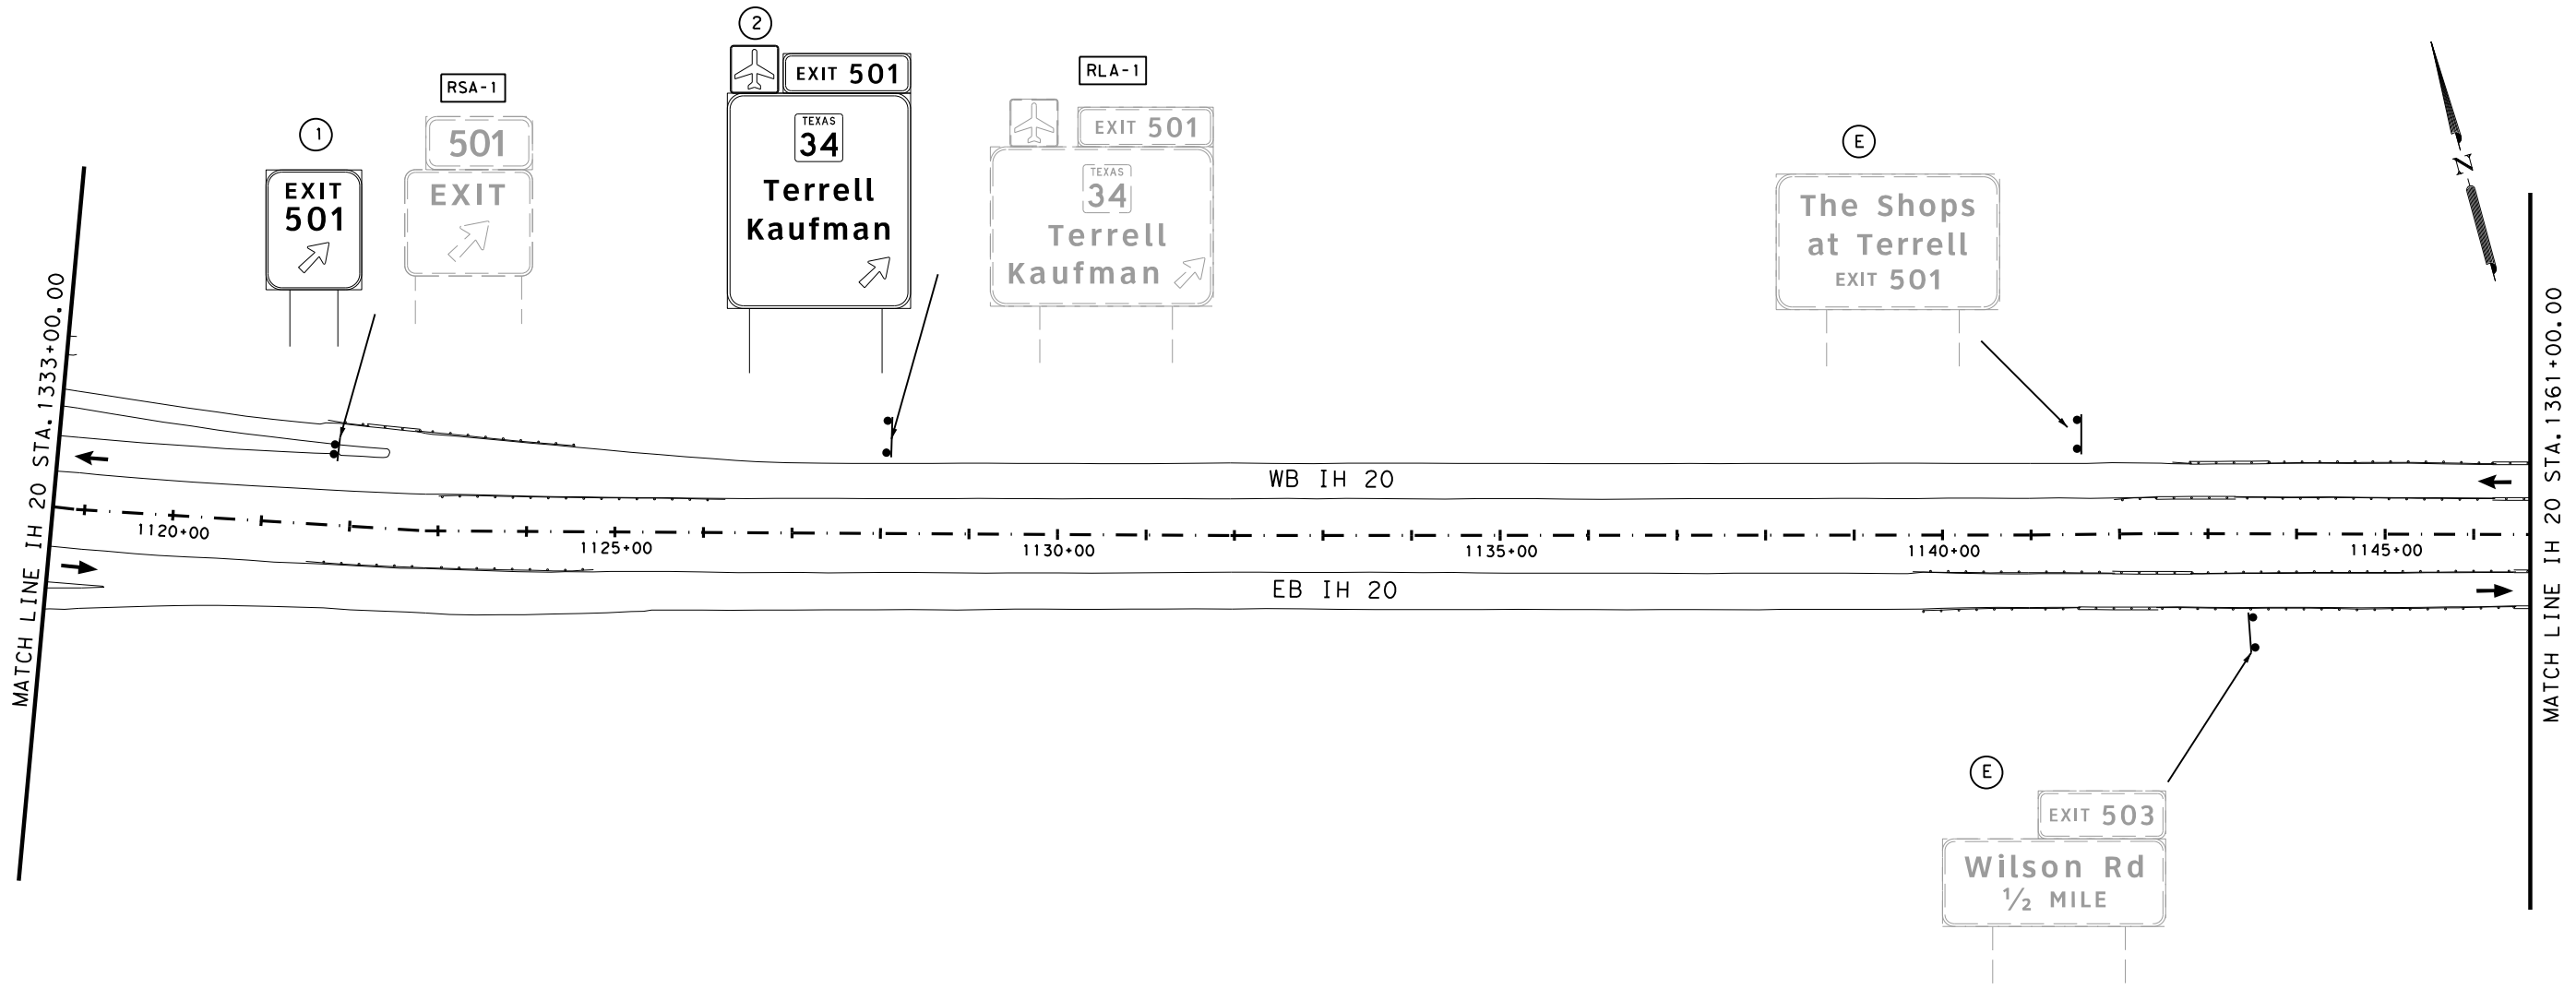 1
RSA-1
501
EXIT
EXIT
501
2
EXIT 501
TEXAS
34
Terrell
Kaufman
RLA-1
EXIT 501
TEXAS
34
Terrell
Kaufman
E
The Shops
at Terrell
EXIT 501
N
MATCH LINE IH 20 STA.1333+00.00
MATCH LINE IH 20 STA.1361+00.00
WB IH 20
1120+00
1125+00
1130+00
1135+00
1140+00
1145+00
EB IH 20
E
EXIT 503
Wilson Rd
1/2 MILE